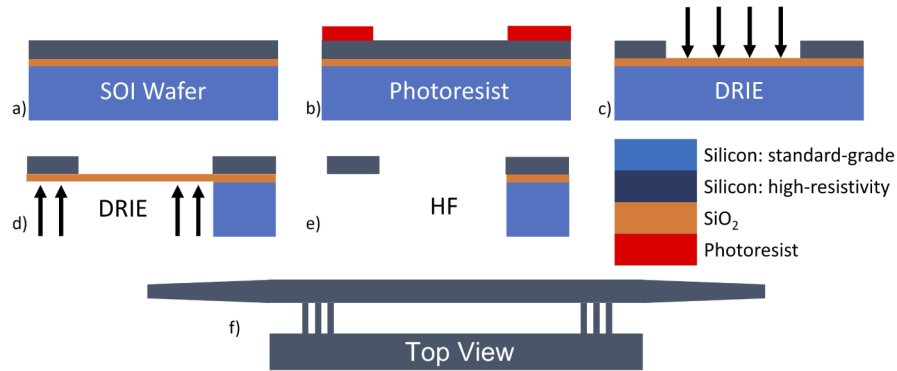 a)
SOI Wafer
b)
Photoresist
c)
DRIE
d)
DRIE
e)
HF
Silicon: standard-grade
Silicon: high-resistivity
SiO₂
Photoresist
f)
Top View